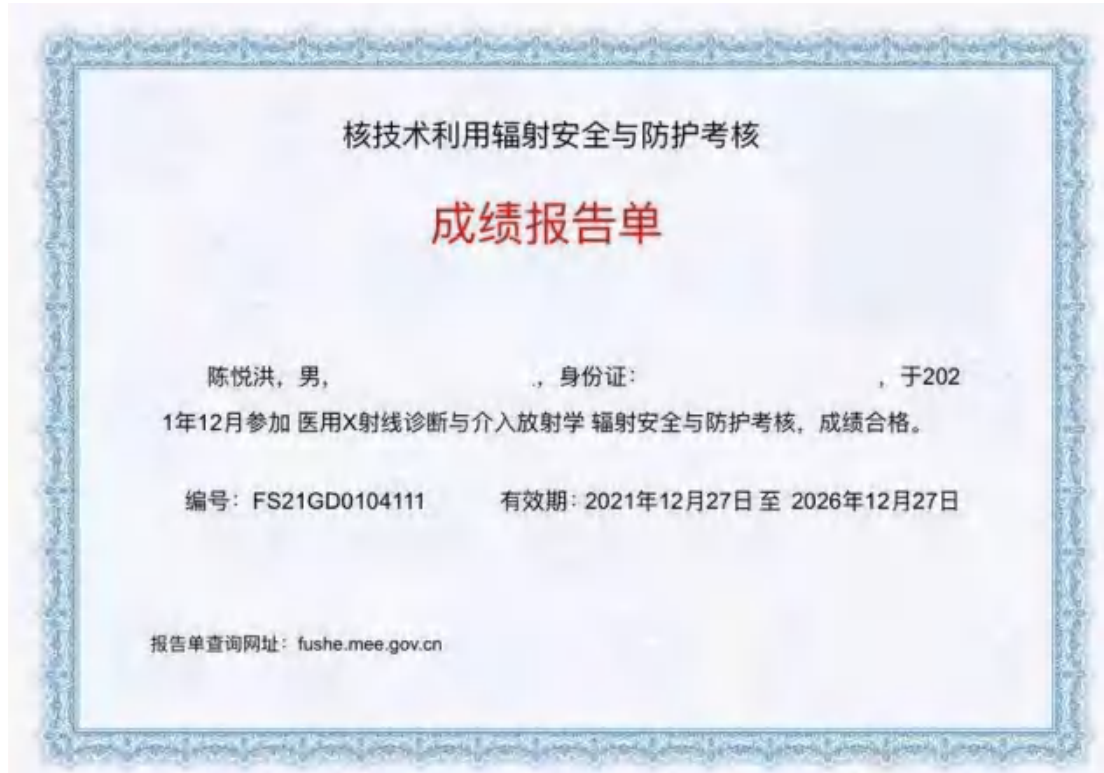 核技术利用辐射安全与防护考核
成绩报告单
陈悦洪，男， ，身份证： ，于202
1年12月参加 医用X射线诊断与介入放射学 辐射安全与防护考核，成绩合格。
编号：FS21GD0104111 有效期：2021年12月27日 至 2026年12月27日
报告单查询网址：fushe.mee.gov.cn